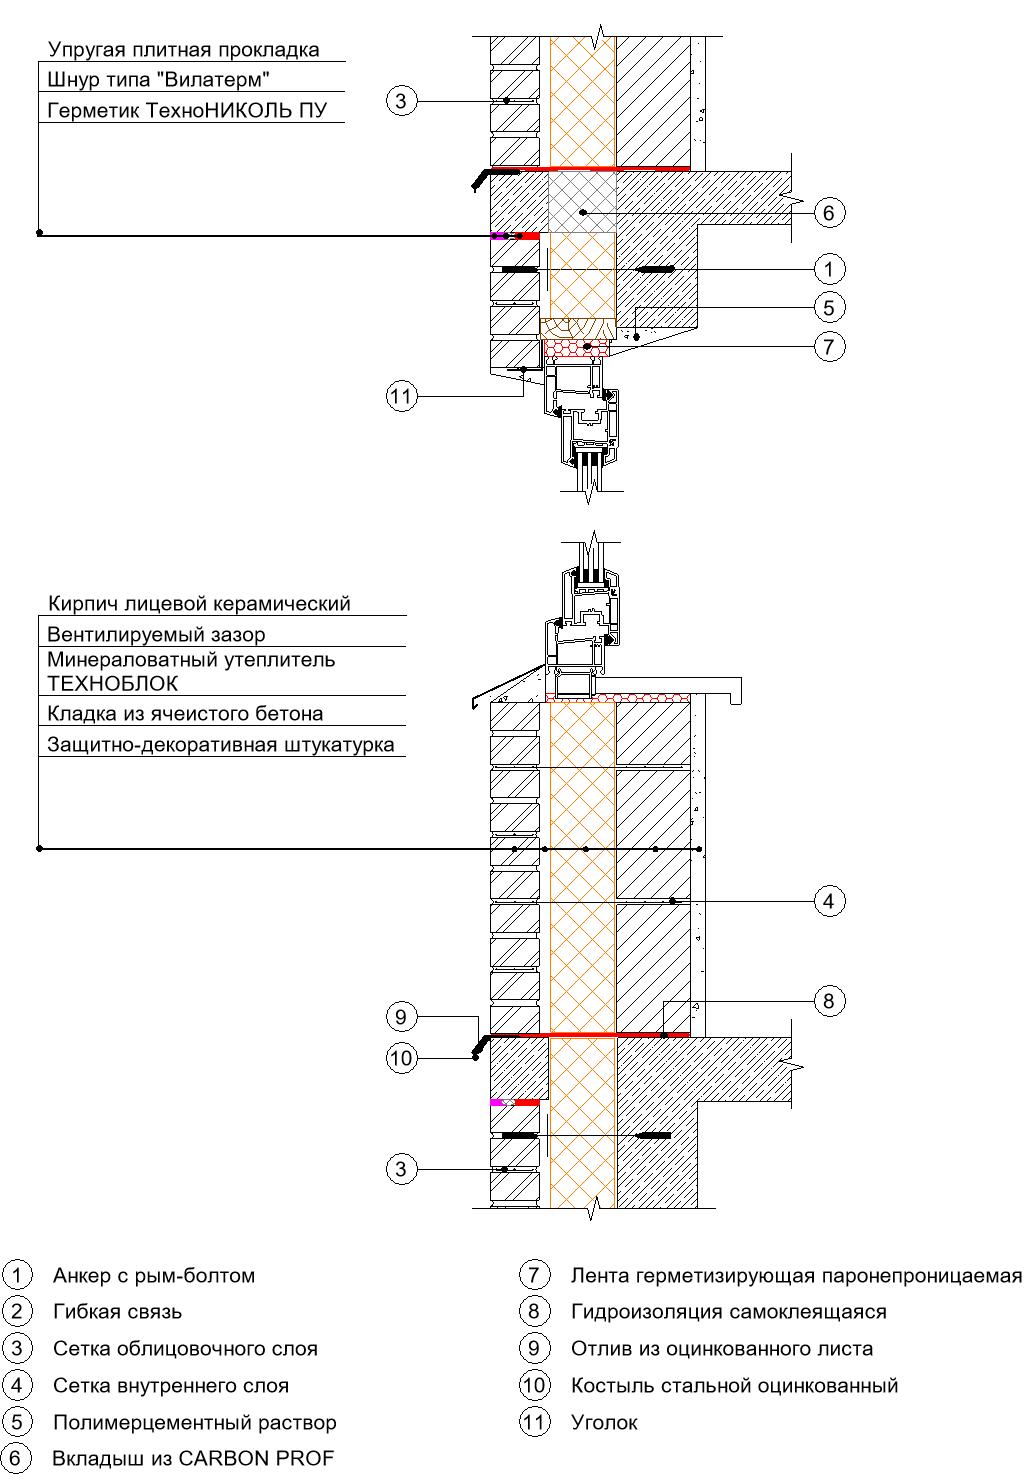 Упругая плитная прокладка
Шнур типа "Вилатерм"
Герметик ТехноНИКОЛЬ ПУ
3
6
1
5
7
11
Кирпич лицевой керамический
Вентилируемый зазор
Минераловатный утеплитель
ТЕХНОБЛОК
Кладка из ячеистого бетона
Защитно-декоративная штукатурка
4
8
9
10
3
1 Анкер с рым-болтом
2 Гибкая связь
3 Сетка облицовочного слоя
4 Сетка внутреннего слоя
5 Полимерцементный раствор
6 Вкладыш из CARBON PROF
7 Лента герметизирующая паронепроницаемая
8 Гидроизоляция самоклеящаяся
9 Отлив из оцинкованного листа
10 Костыль стальной оцинкованный
11 Уголок